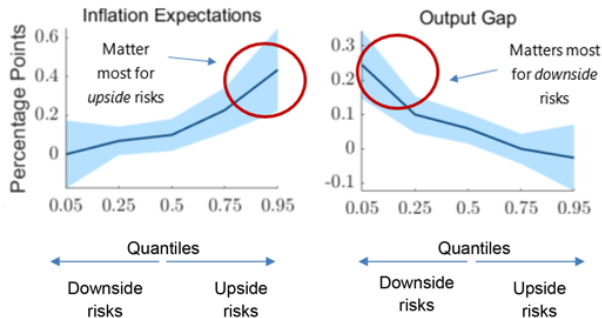 Inflation Expectations
Percentage Points
0.6
0.4
0.2
0
Matter
most for
upside risks
0.05 0.25 0.5 0.75 0.95
Quantiles
Downside
risks
Upside
risks
Output Gap
0.3
0.2
0.1
0
-0.1
Matters most
for downside
risks
0.05 0.25 0.5 0.75 0.95
Quantiles
Downside
risks
Upside
risks